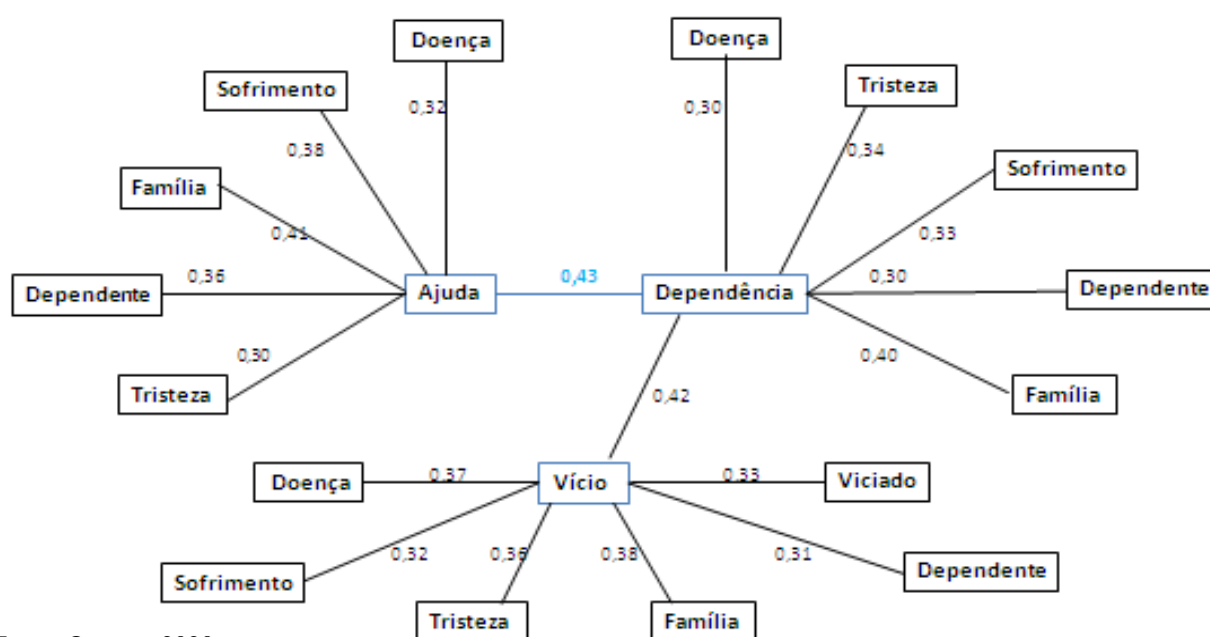 Doença
Doença
Sofrimento
Tristeza
0,32
0,30
0,38
0,34
Família
Sofrimento
0,41
0,33
Dependente
0,36
Ajuda
0,43
Dependência
0,30
Dependente
0,30
0,40
Tristeza
0,42
Família
Doença
0,37
Vício
0,33
Viciado
0,32
0,36
0,38
0,31
Sofrimento
Dependente
Tristeza
Família